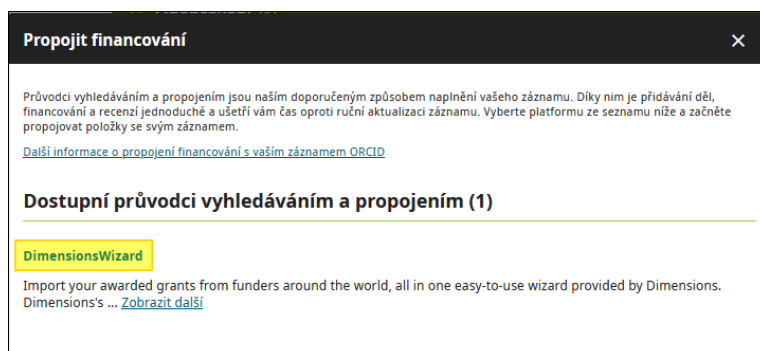 Propojit financování
Průvodci vyhledáváním a propojením jsou naším doporučeným způsobem naplnění vašeho záznamu. Díky nim je přidávání děl,
financování a recenzí jednoduché a ušetří vám čas oproti ruční aktualizaci záznamu. Vyberte platformu ze seznamu níže a začněte
propojovat položky se svým záznamem.
Další informace o propojení financování s vaším záznamem ORCID
Dostupní průvodci vyhledáváním a propojením (1)
DimensionsWizard
Import your awarded grants from funders around the world, all in one easy-to-use wizard provided by Dimensions.
Dimensions's ... Zobrazit další